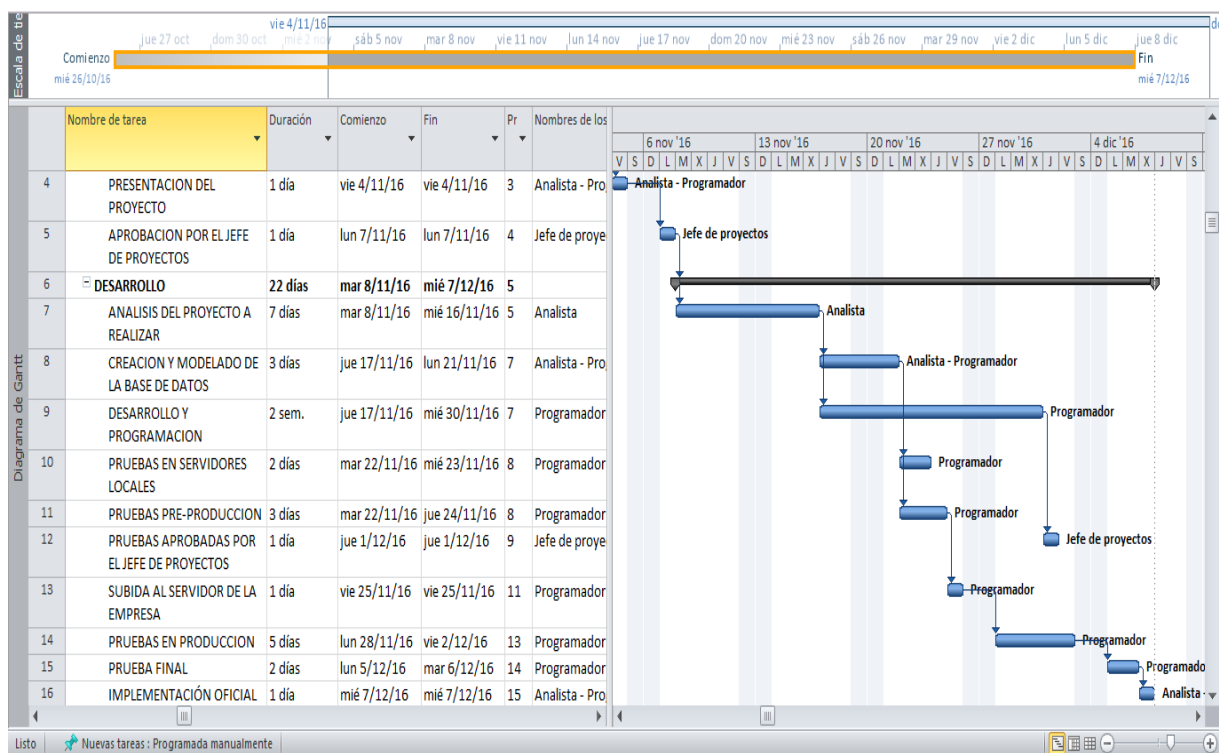 Escala de tie
vie 4/11/16
jue 27 oct dom 30 oct mié 2 nov sáb 5 nov mar 8 nov vie 11 nov lun 14 nov jue 17 nov dom 20 nov mié 23 nov sáb 26 nov mar 29 nov vie 2 dic lun 5 dic jue 8 dic
Comienzo
mié 26/10/16
Fin
mié 7/12/16
Diagrama de Gantt
Nombre de tarea Duración Comienzo Fin Pr Nombres de los
6 nov '16 13 nov '16 20 nov '16 27 nov '16 4 dic '16
V S D L M X J V S D L M X J V S D L M X J V S D L M X J V S D L M X J V S
4 PRESENTACION DEL 1 día vie 4/11/16 vie 4/11/16 3 Analista - Pro Analista - Programador
PROYECTO
5 APROBACION POR EL JEFE 1 día lun 7/11/16 lun 7/11/16 4 Jefe de proye Jefe de proyectos
DE PROYECTOS
6 DESARROLLO 22 días mar 8/11/16 mié 7/12/16 5
7 ANALISIS DEL PROYECTO A 7 días mar 8/11/16 mié 16/11/16 5 Analista Analista
REALIZAR
8 CREACION Y MODELADO DE 3 días jue 17/11/16 lun 21/11/16 7 Analista - Pro Analista - Programador
LA BASE DE DATOS
9 DESARROLLO Y 2 sem. jue 17/11/16 mié 30/11/16 7 Programador Programador
PROGRAMACION
10 PRUEBAS EN SERVIDORES 2 días mar 22/11/16 mié 23/11/16 8 Programador Programador
LOCALES
11 PRUEBAS PRE-PRODUCCION 3 días mar 22/11/16 jue 24/11/16 8 Programador Programador
12 PRUEBAS APROBADAS POR 1 día jue 1/12/16 jue 1/12/16 9 Jefe de proye Jefe de proyectos
EL JEFE DE PROYECTOS
13 SUBIDA AL SERVIDOR DE LA 1 día vie 25/11/16 vie 25/11/16 11 Programador Programador
EMPRESA
14 PRUEBAS EN PRODUCCION 5 días lun 28/11/16 vie 2/12/16 13 Programador Programador
15 PRUEBA FINAL 2 días lun 5/12/16 mar 6/12/16 14 Programador Programado
16 IMPLEMENTACIÓN OFICIAL 1 día mié 7/12/16 mié 7/12/16 15 Analista - Pro Analista -
Listo Nuevas tareas : Programada manualmente